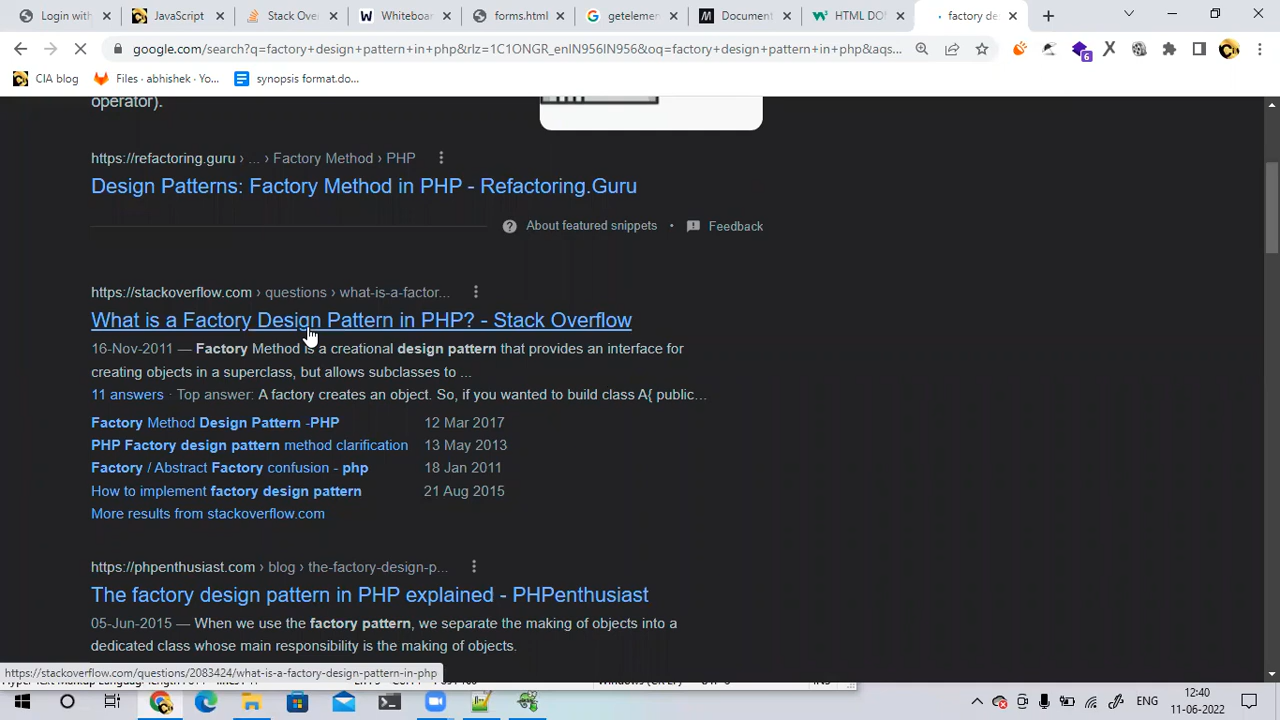 Login with
JavaScript
Stack Ove
Whiteboar
forms.html
getelemen
Document
HTML DO
factory de
google.com/search?q=factory+design+pattern+in+php&rlz=1C1ONGR_enIN956IN956&oq=factory+design+pattern+in+php&aqs...
6
CIA blog
Files · abhishek · Yo...
synopsis format.do...
operator).
https://refactoring.guru › ... › Factory Method › PHP
Design Patterns: Factory Method in PHP - Refactoring.Guru
About featured snippets • Feedback
https://stackoverflow.com › questions › what-is-a-factor...
What is a Factory Design Pattern in PHP? - Stack Overflow
16-Nov-2011 — Factory Method is a creational design pattern that provides an interface for
creating objects in a superclass, but allows subclasses to ...
11 answers · Top answer: A factory creates an object. So, if you wanted to build class A{ public...
Factory Method Design Pattern -PHP 12 Mar 2017
PHP Factory design pattern method clarification 13 May 2013
Factory / Abstract Factory confusion - php 18 Jan 2011
How to implement factory design pattern 21 Aug 2015
More results from stackoverflow.com
https://phpenthusiast.com › blog › the-factory-design-p...
The factory design pattern in PHP explained - PHPenthusiast
05-Jun-2015 — When we use the factory pattern, we separate the making of objects into a
dedicated class whose main responsibility is the making of objects.
https://stackoverflow.com/questions/2083424/what-is-a-factory-design-pattern-in-php
ENG
12:40
11-06-2022